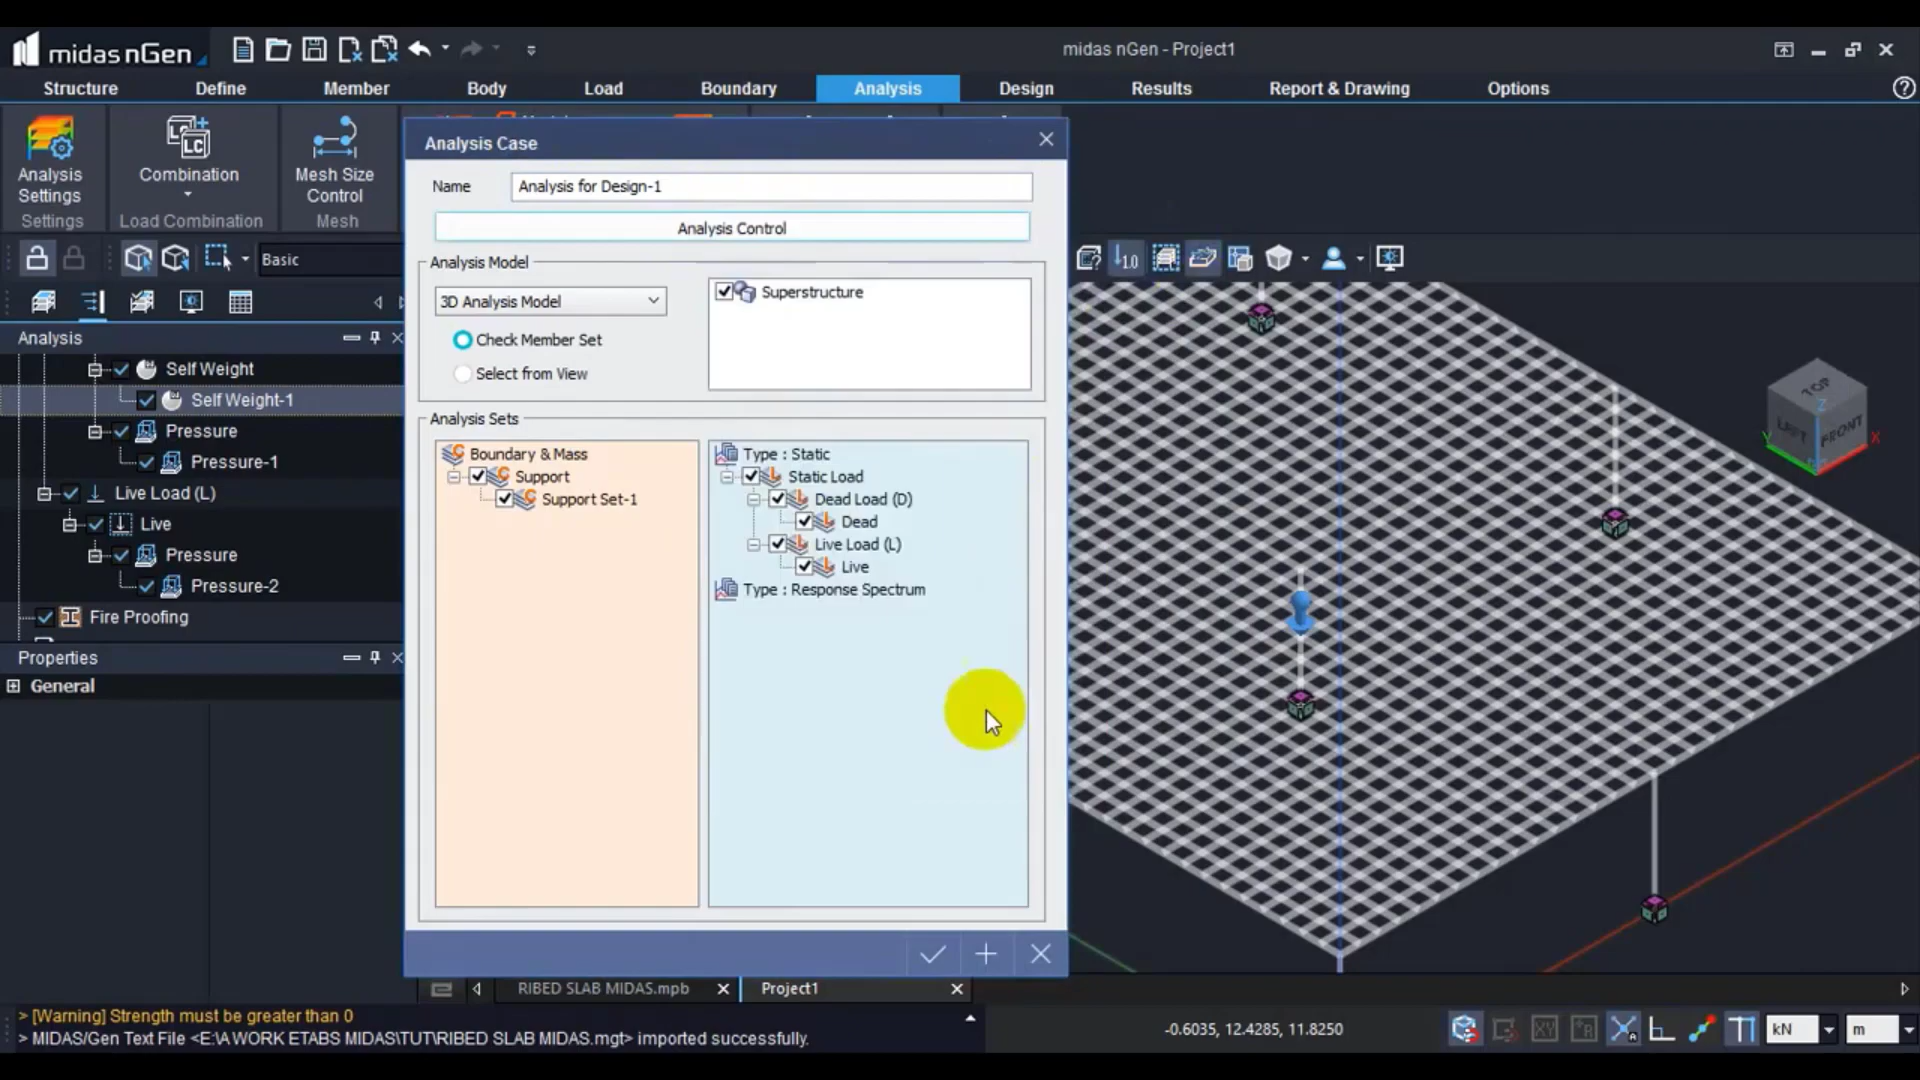 midas nGen
midas nGen - Project1
Structure Define Member Body Load Boundary Analysis Design Results Report & Drawing Options
Analysis Settings
Combination
Mesh Size Control
Settings
Load Combination
Mesh
Basic
1.0
Analysis
Self Weight
Self Weight-1
Pressure
Pressure-1
Live Load (L)
Live
Pressure
Pressure-2
Fire Proofing
Properties
General
Analysis Case
Name Analysis for Design-1
Analysis Control
Analysis Model
3D Analysis Model
Check Member Set
Select from View
Superstructure
Analysis Sets
Boundary & Mass
Support
Support Set-1
Type : Static
Static Load
Dead Load (D)
Dead
Live Load (L)
Live
Type : Response Spectrum
TOP
LEFT
FRONT
Z
Y
X
RIBED SLAB MIDAS.mpb
Project1
> [Warning] Strength must be greater than 0
> MIDAS/Gen Text File <E:\A WORK ETABS MIDAS\TUT\RIBED SLAB MIDAS.mgt> imported successfully.
-0.6035, 12.4285, 11.8250
kN
m